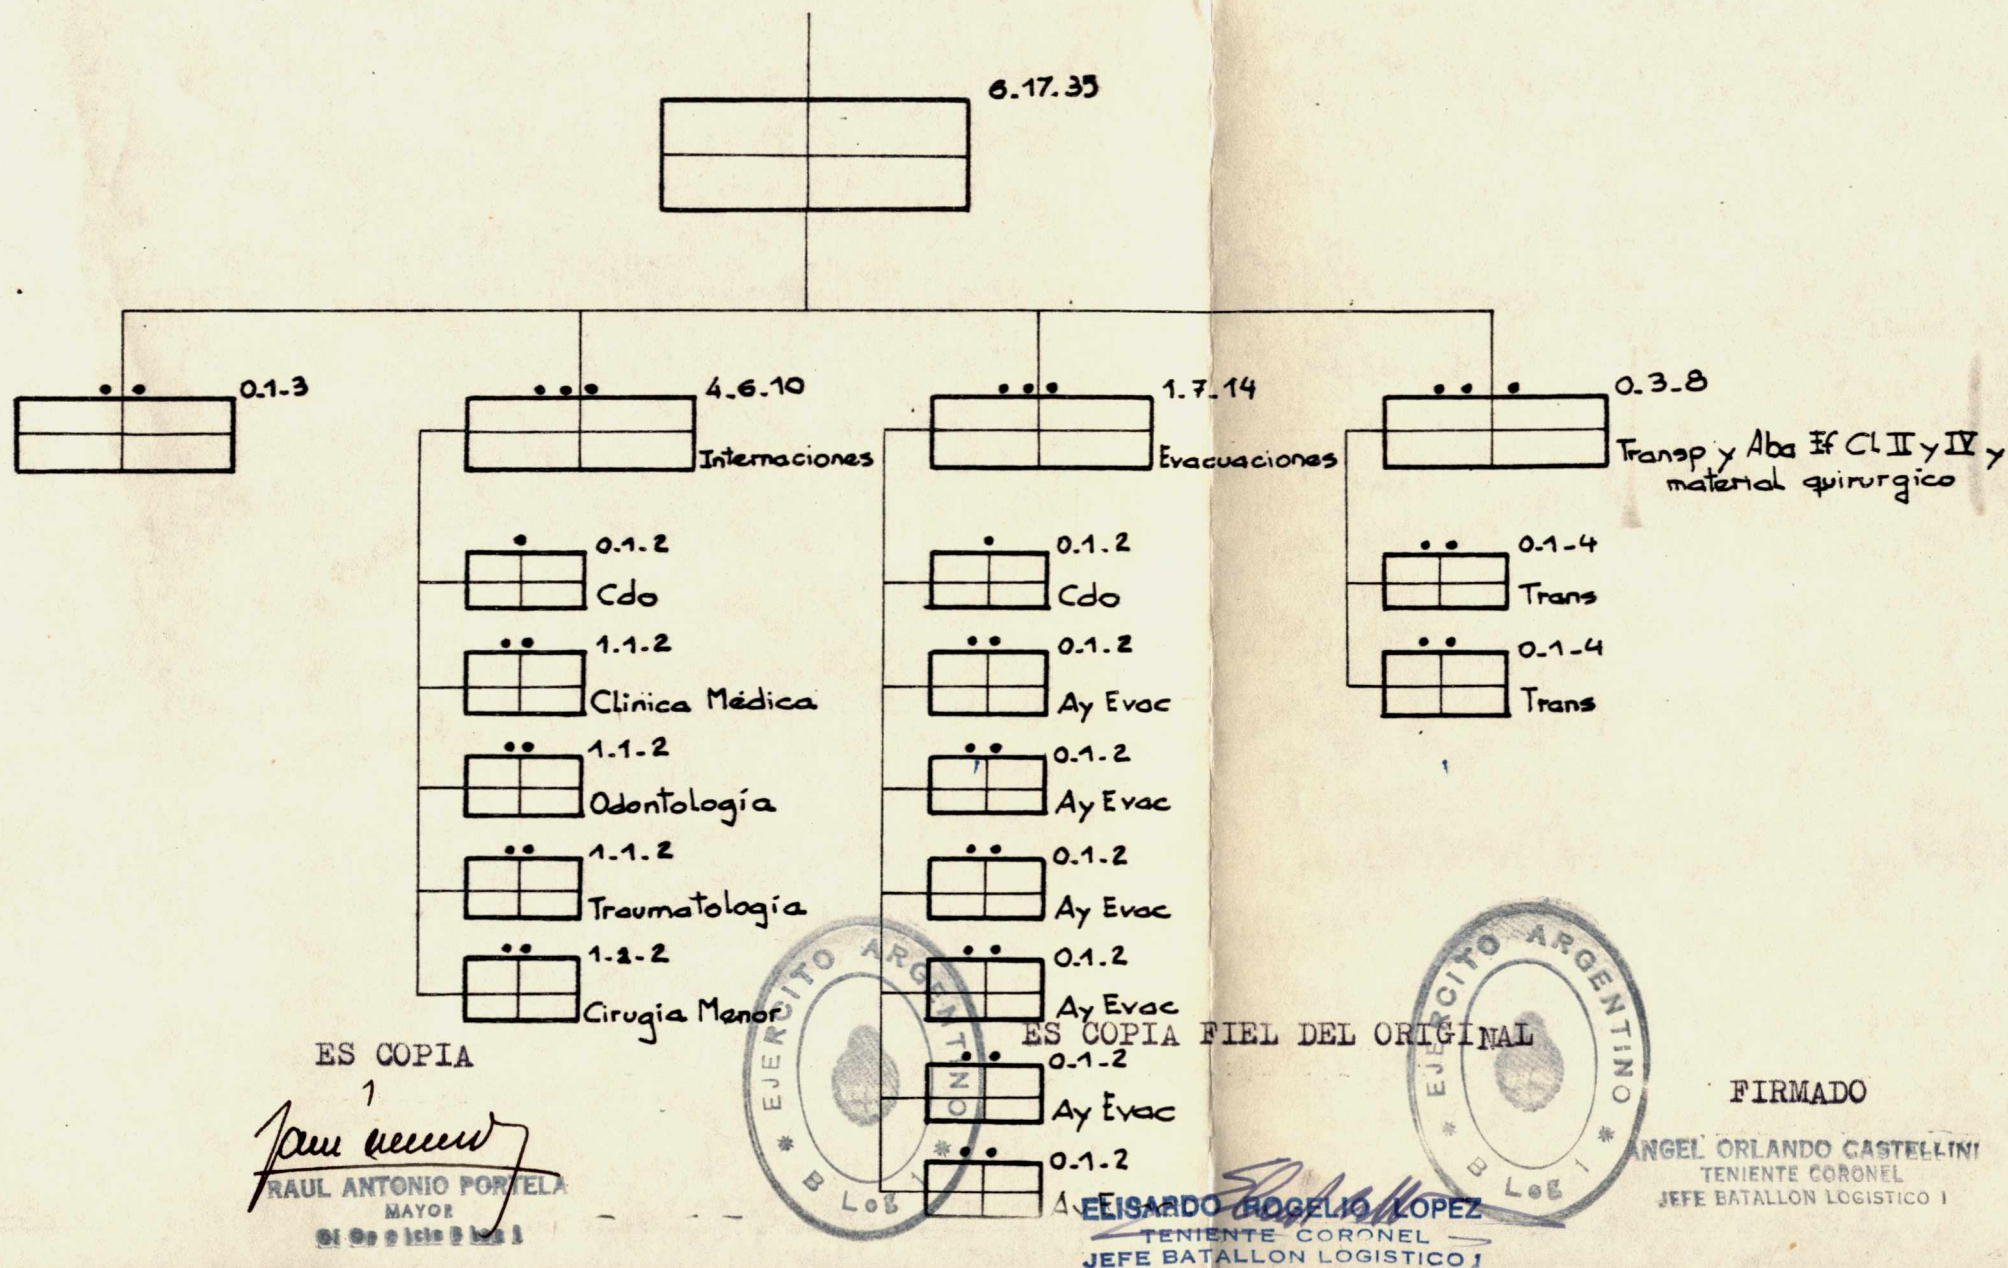 6-17-35
0.1-3
4.6.10
Internaciones
0.1.2
Cdo
1.1.2
Clinica Médica
1.1-2
Odontología
1-1.2
Traumatología
1-1-2
Cirugia Menor
1.7.14
Evacuaciones
0.1.2
Cdo
0.1.2
Ay Evac
0.1.2
Ay Evac
0.1.2
Ay Evac
0.1.2
Ay Evac
0.1-2
Ay Evac
0.1.2
0.3-8
Transp y Aba Ef Cl II y IV y
material quirurgico
0.1-4
Trans
0.1-4
Trans
ES COPIA
RAUL ANTONIO PORTELA
MAYOR
EJERCITO ARGENTINO
B Log 1
ES COPIA FIEL DEL ORIGINAL
ELISARDO ROGELIO LOPEZ
TENIENTE CORONEL
JEFE BATALLON LOGISTICO 1
EJERCITO ARGENTINO
B Log 1
FIRMADO
ANGEL ORLANDO CASTELLINI
TENIENTE CORONEL
JEFE BATALLON LOGISTICO 1